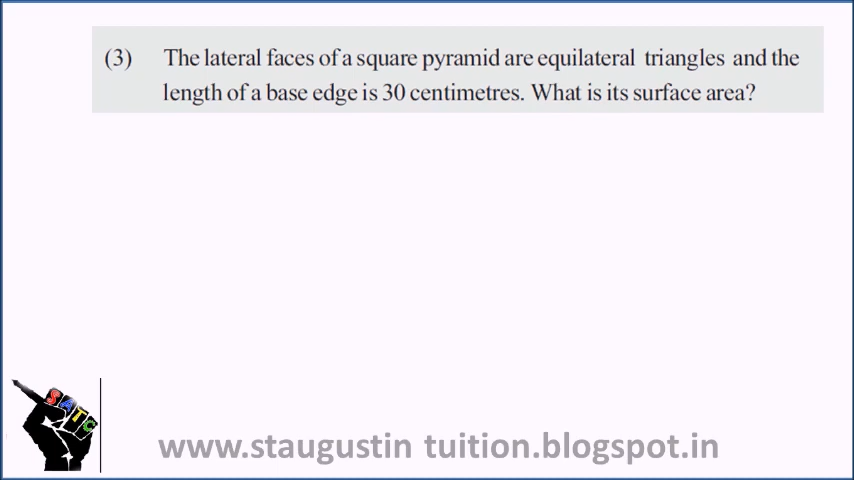 (3) The lateral faces of a square pyramid are equilateral triangles and the
length of a base edge is 30 centimetres. What is its surface area?
SATC
www.staugustin tuition.blogspot.in